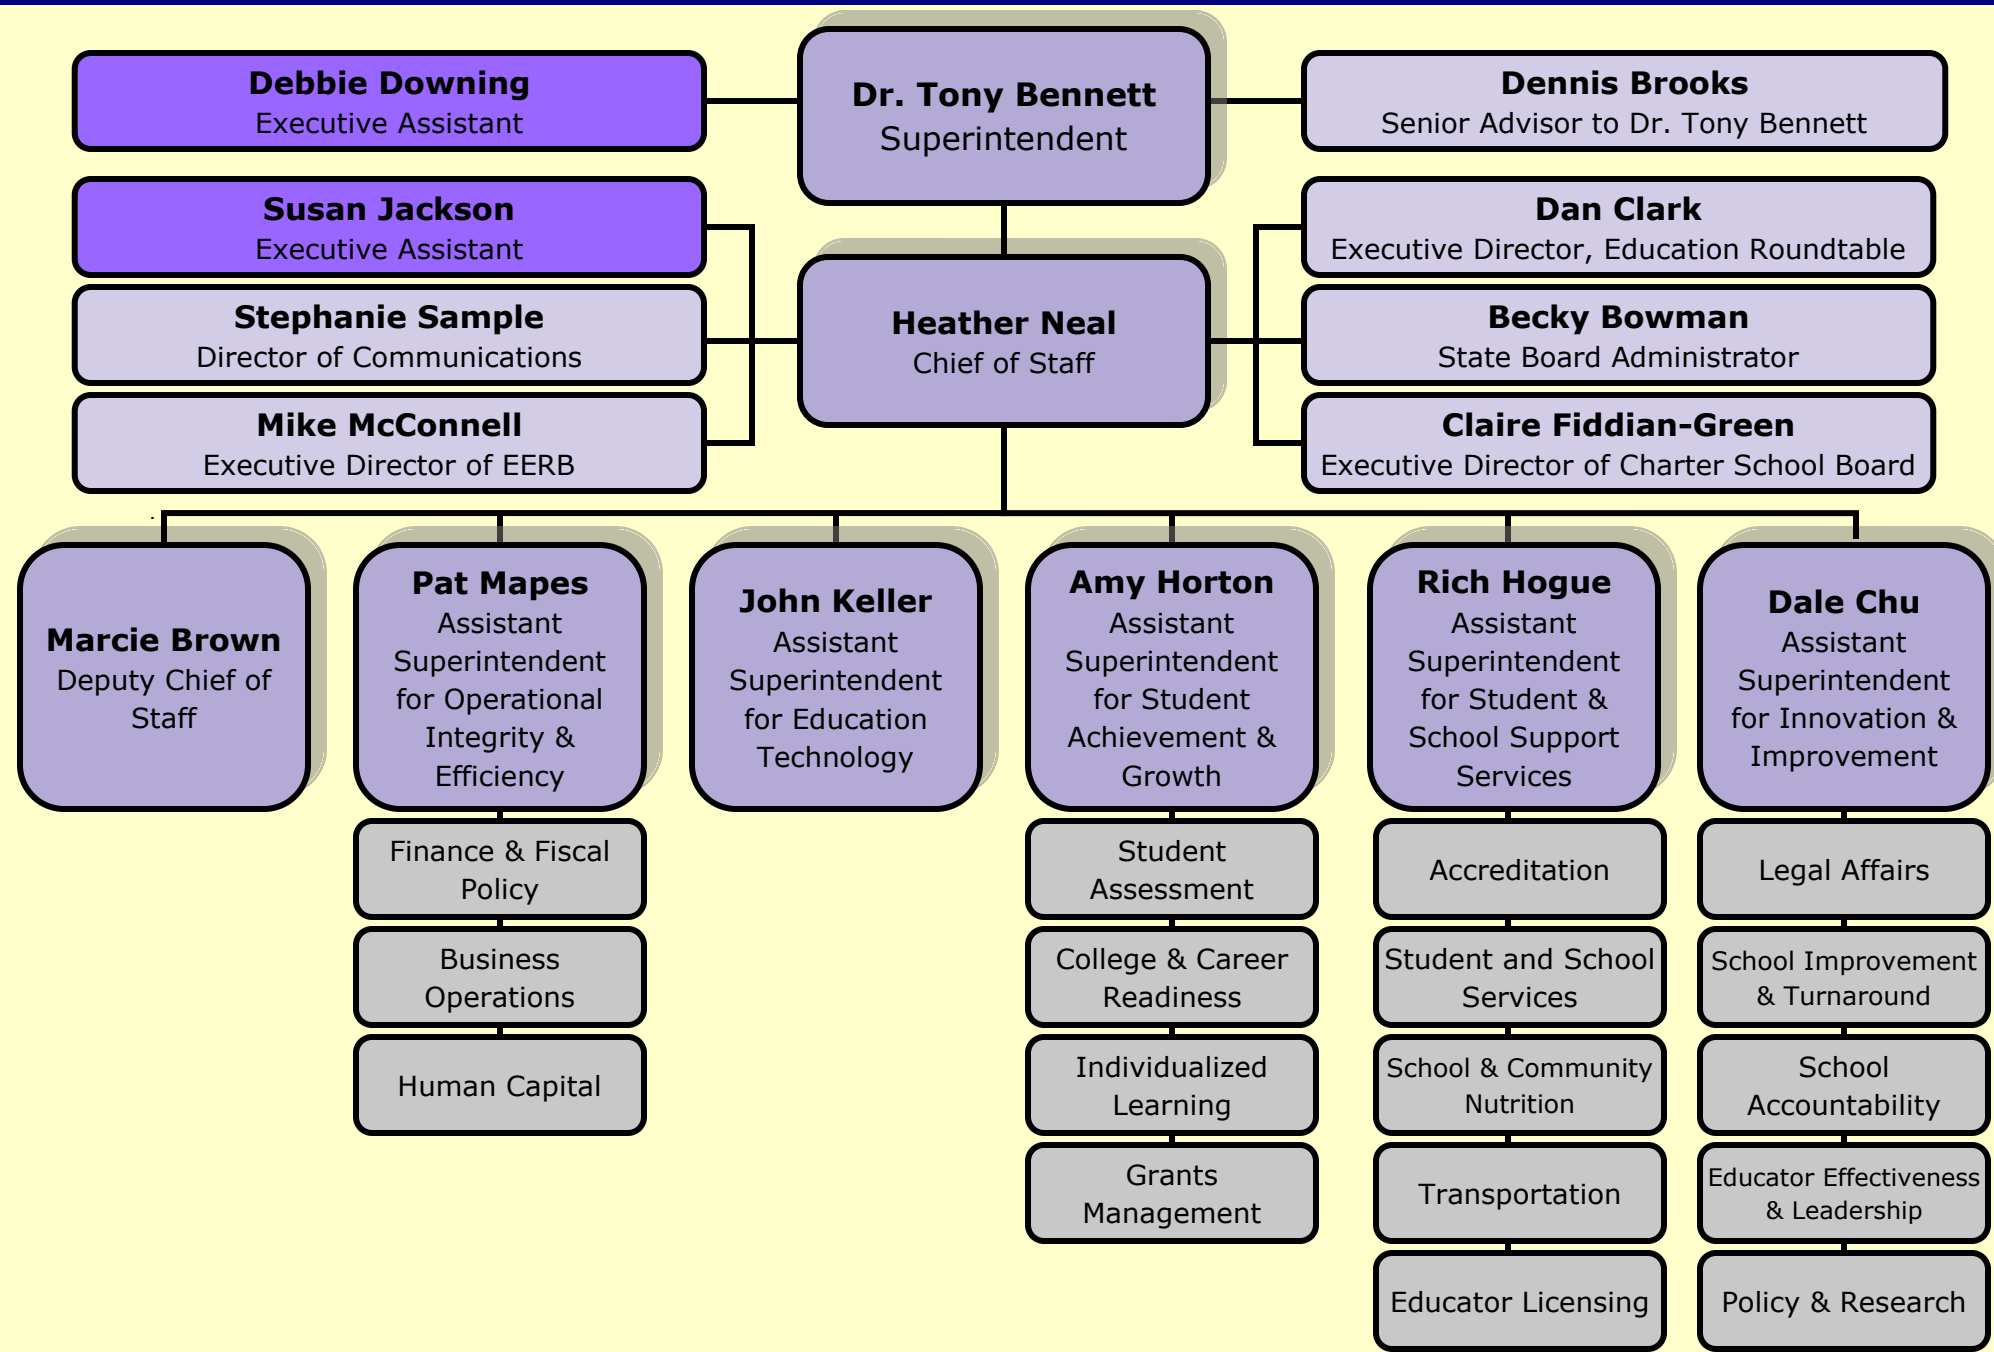 Debbie Downing
Executive Assistant
Dr. Tony Bennett
Superintendent
Dennis Brooks
Senior Advisor to Dr. Tony Bennett
Susan Jackson
Executive Assistant
Stephanie Sample
Director of Communications
Mike McConnell
Executive Director of EERB
Heather Neal
Chief of Staff
Dan Clark
Executive Director, Education Roundtable
Becky Bowman
State Board Administrator
Claire Fiddian-Green
Executive Director of Charter School Board
Marcie Brown
Deputy Chief of
Staff
Pat Mapes
Assistant
Superintendent
for Operational
Integrity &
Efficiency
Finance & Fiscal
Policy
Business
Operations
Human Capital
John Keller
Assistant
Superintendent
for Education
Technology
Amy Horton
Assistant
Superintendent
for Student
Achievement &
Growth
Student
Assessment
College & Career
Readiness
Individualized
Learning
Grants
Management
Rich Hogue
Assistant
Superintendent
for Student &
School Support
Services
Accreditation
Student and School
Services
School & Community
Nutrition
Transportation
Educator Licensing
Dale Chu
Assistant
Superintendent
for Innovation &
Improvement
Legal Affairs
School Improvement
& Turnaround
School
Accountability
Educator Effectiveness
& Leadership
Policy & Research